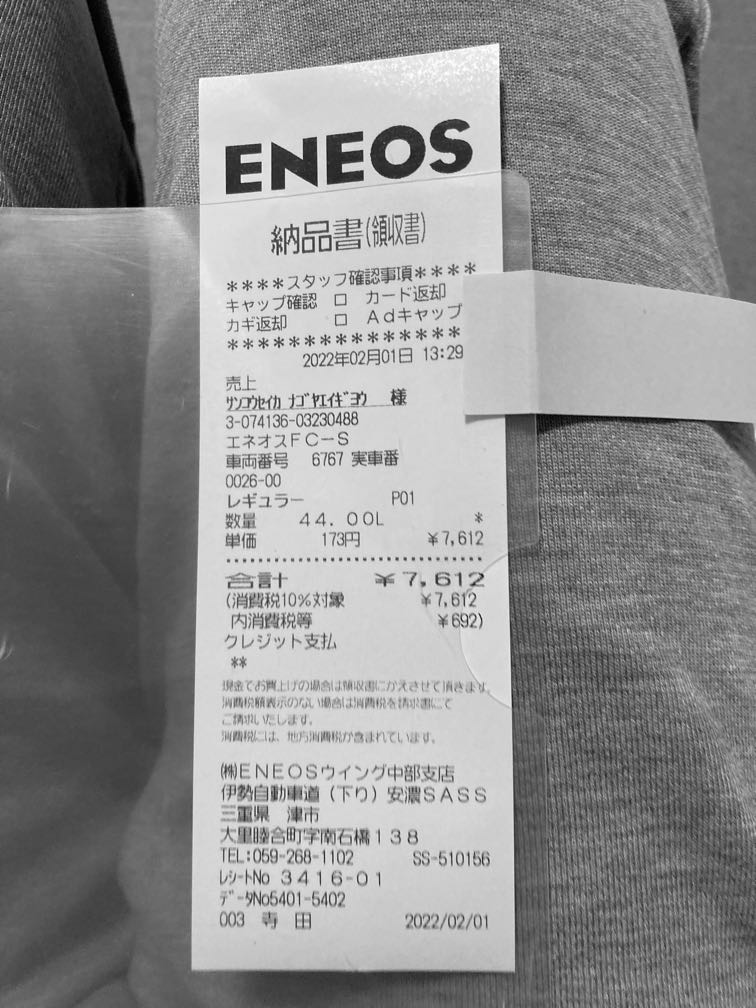 ENEOS
納品書(領収書)
****スタッフ確認事項****
キャップ確認 □ カード返却
カギ返却 □ Adキャップ
***************
2022年02月01日 13:29
売上
サンコウセイカ ナゴヤエイギョウ 様
3-074136-03230488
エネオスFC-S
車両番号 6767 実車番
0026-00
レギュラー P01
数量 44.00L *
単価 173円 ¥7,612
合計 ¥7,612
(消費税10%対象 ¥7,612
内消費税等 ¥692)
クレジット支払
**
現金でお買上げの場合は領収書にかえさせて頂きます。
消費税額表示のない場合は消費税を請求書にて
ご請求いたします。
消費税には、地方消費税が含まれています。
㈱ENEOSウイング中部支店
伊勢自動車道(下り)安濃SASS
三重県 津市
大里睦合町字南石橋138
TEL:059-268-1102 SS-510156
レシートNo 3416-01
データNo5401-5402
003 寺 田 2022/02/01